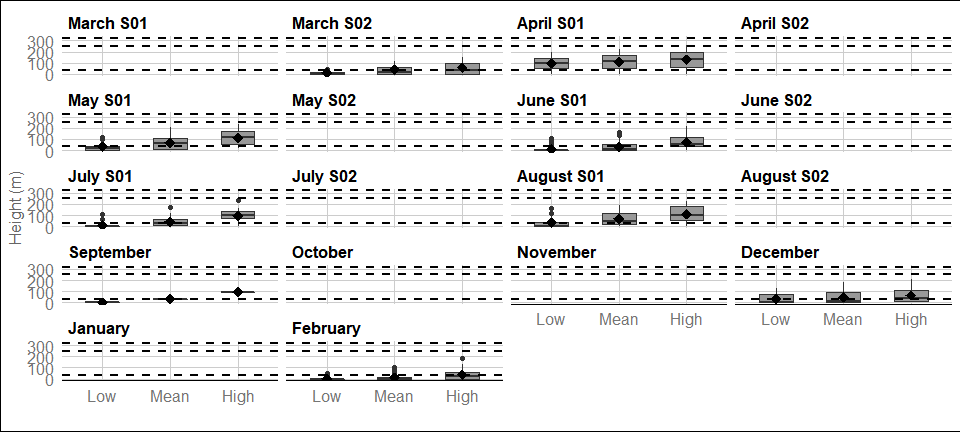 March S01 March S02 April S01 April S02
300
200
100
0
May S01 May S02 June S01 June S02
300
200
100
0
July S01 July S02 August S01 August S02
300
200
100
0
Height (m)
September October November December
300
200
100
0
Low Mean High Low Mean High
January February
300
200
100
0
Low Mean High Low Mean High